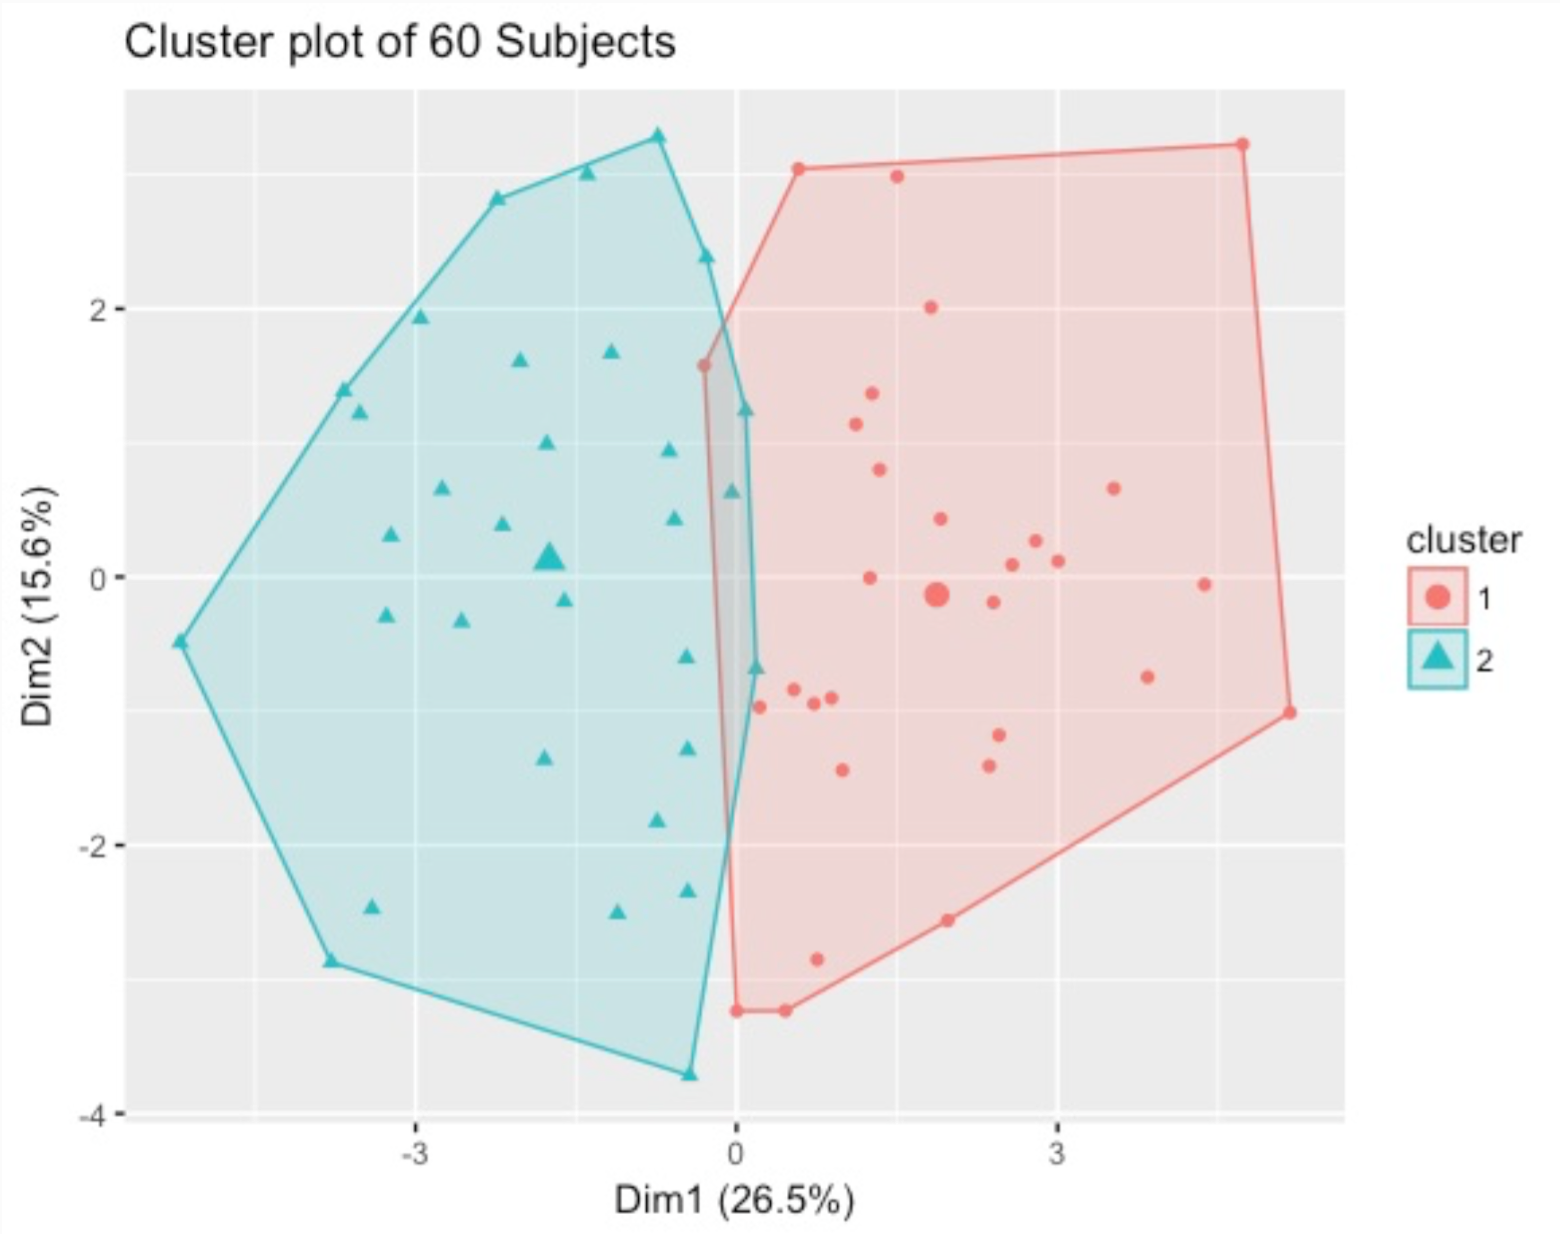 Cluster plot of 60 Subjects
2
0
-2
-4
-3
0
3
Dim1 (26.5%)
Dim2 (15.6%)
cluster
1
2